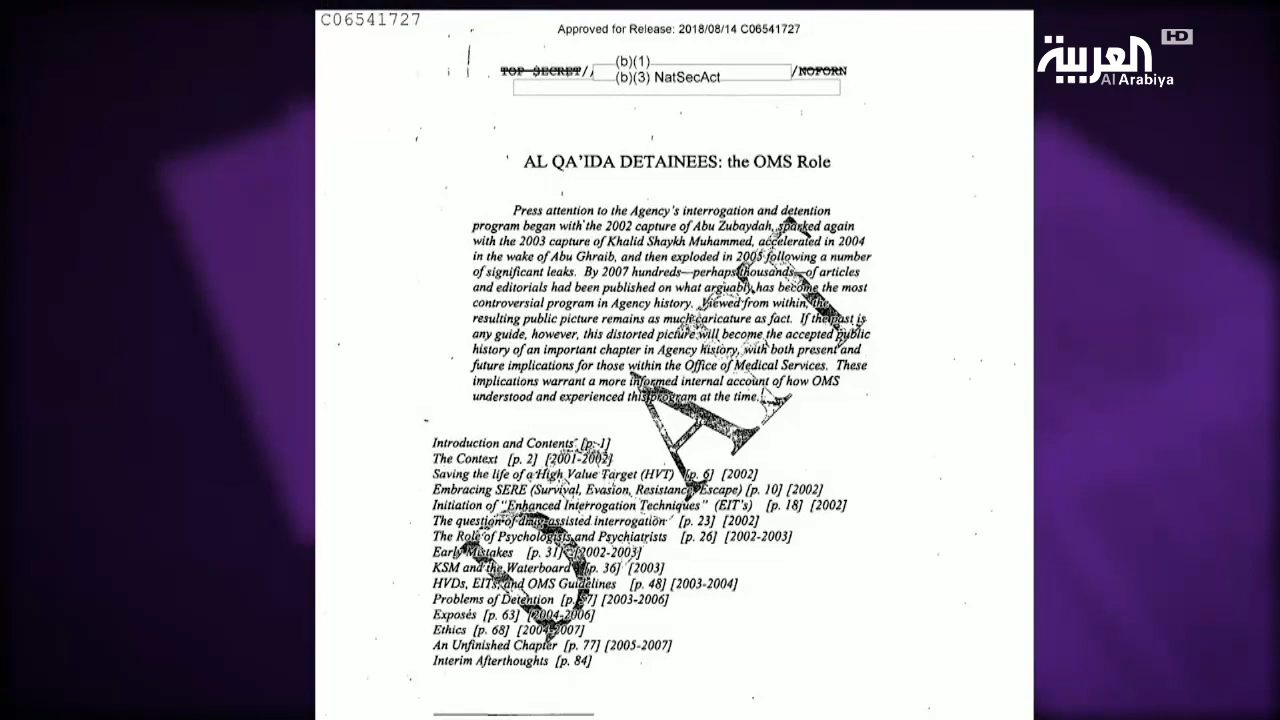 C06541727
Approved for Release: 2018/08/14 C06541727
(b)(1)
TOP SECRET// /NOFORN
(b)(3) NatSecAct
العربية
HD
Al Arabiya
AL QA'IDA DETAINEES: the OMS Role
Press attention to the Agency's interrogation and detention
program began with the 2002 capture of Abu Zubaydah, sparked again
with the 2003 capture of Khalid Shaykh Muhammed, accelerated in 2004
in the wake of Abu Ghraib, and then exploded in 2005 following a number
of significant leaks. By 2007 hundreds—perhaps thousands—of articles
and editorials had been published on what arguably has become the most
controversial program in Agency history. Viewed from within, the
resulting public picture remains as much caricature as fact. If the past is
any guide, however, this distorted picture will become the accepted public
history of an important chapter in Agency history, with both present and
future implications for those within the Office of Medical Services. These
implications warrant a more informed internal account of how OMS
understood and experienced this program at the time.
DRAFT
Introduction and Contents [p. 1]
The Context [p. 2] [2001-2002]
Saving the life of a High Value Target (HVT) [p. 6] [2002]
Embracing SERE (Survival, Evasion, Resistance, Escape) [p. 10] [2002]
Initiation of "Enhanced Interrogation Techniques" (EIT's) [p. 18] [2002]
The question of drug-assisted interrogation [p. 23] [2002]
The Role of Psychologists and Psychiatrists [p. 26] [2002-2003]
Early Mistakes [p. 31] [2002-2003]
KSM and the Waterboard [p. 36] [2003]
HVDs, EITs, and OMS Guidelines [p. 48] [2003-2004]
Problems of Detention [p. 57] [2003-2006]
Exposés [p. 63] [2004-2006]
Ethics [p. 68] [2004-2007]
An Unfinished Chapter [p. 77] [2005-2007]
Interim Afterthoughts [p. 84]